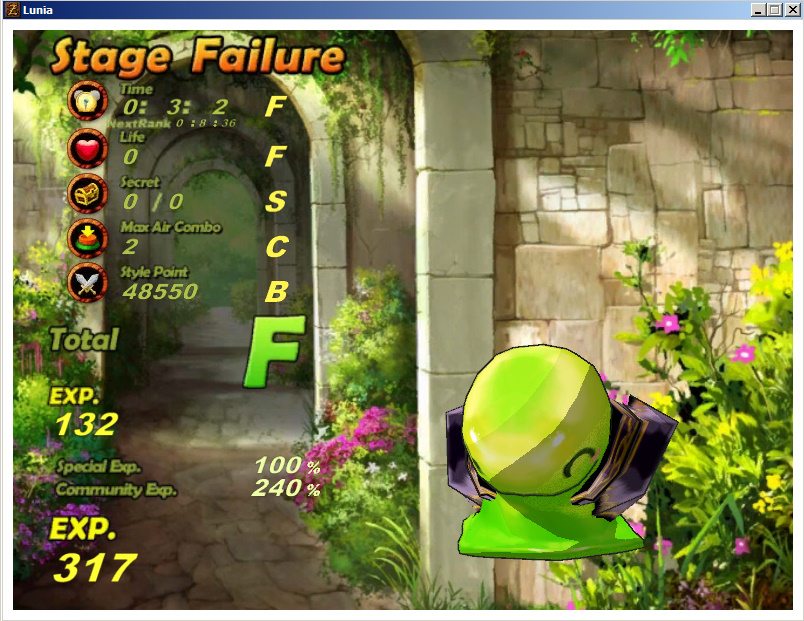 Lunia
Stage Failure
Time
0: 3: 2 F
NextRank 0 :8 :36
Life
0 F
Secret
0 / 0 S
Max Air Combo
2 C
Style Point
48550 B
Total F
EXP.
132
Special Exp. 100 %
Community Exp. 240 %
EXP.
317